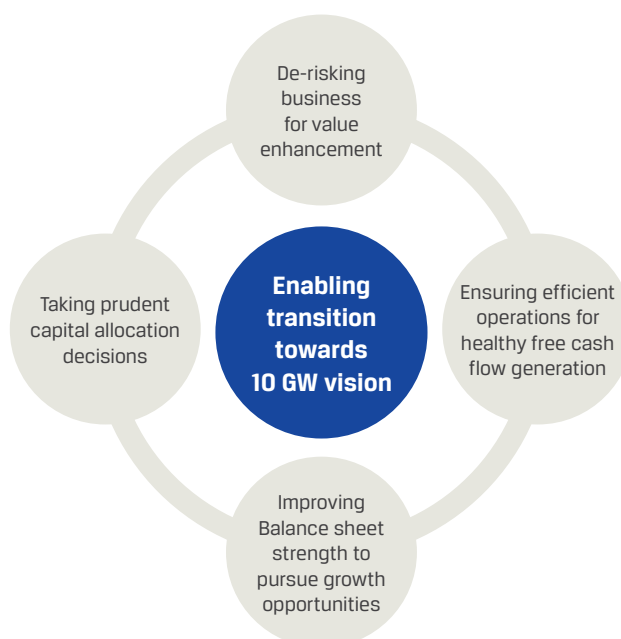 De-risking
business
for value
enhancement
Taking prudent
capital allocation
decisions
Enabling
transition
towards
10 GW vision
Ensuring efficient
operations for
healthy free cash
flow generation
Improving
Balance sheet
strength to
pursue growth
opportunities